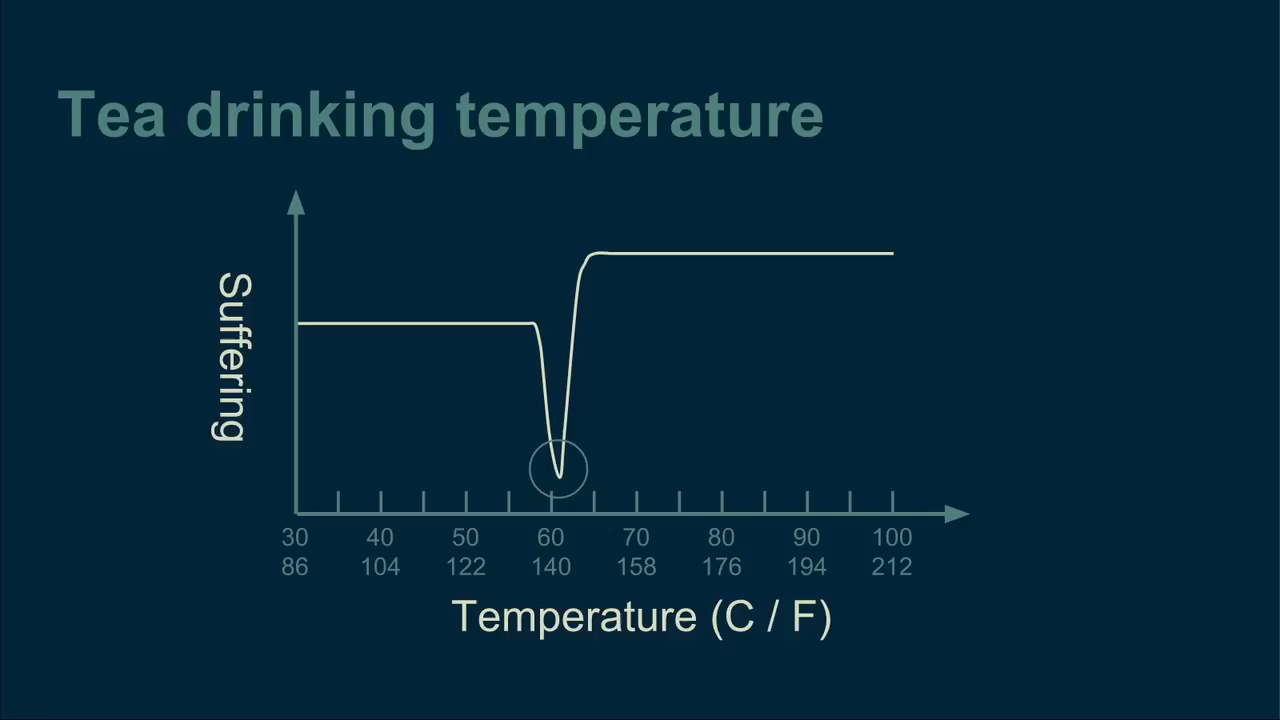 Tea drinking temperature
Suffering
30 40 50 60 70 80 90 100
86 104 122 140 158 176 194 212
Temperature (C / F)